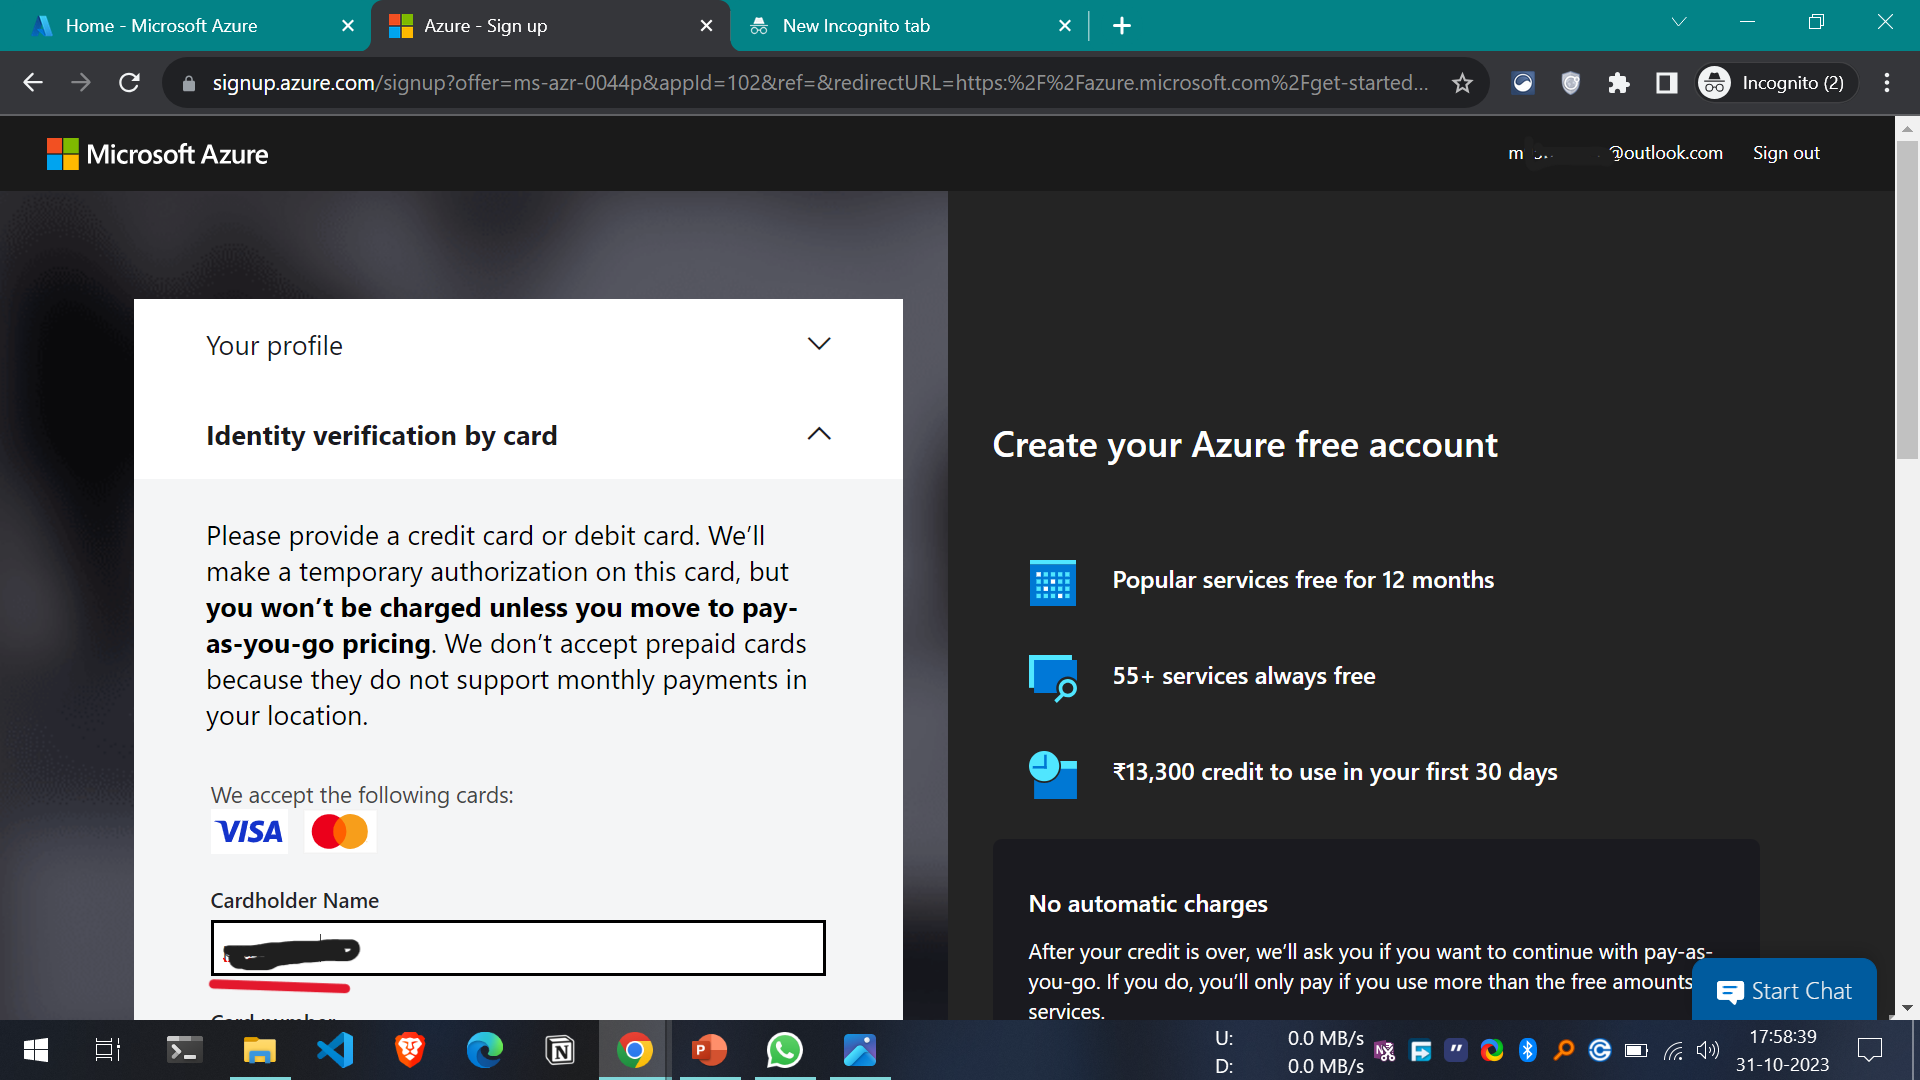 Home - Microsoft Azure
Azure - Sign up
New Incognito tab
signup.azure.com/signup?offer=ms-azr-0044p&appId=102&ref=&redirectURL=https:%2F%2Fazure.microsoft.com%2Fget-started...
Incognito (2)
Microsoft Azure
@outlook.com
Sign out
Your profile
Identity verification by card
Please provide a credit card or debit card. We’ll
make a temporary authorization on this card, but
you won’t be charged unless you move to pay-
as-you-go pricing. We don’t accept prepaid cards
because they do not support monthly payments in
your location.
We accept the following cards:
VISA
Cardholder Name
Card number
Create your Azure free account
Popular services free for 12 months
55+ services always free
₹13,300 credit to use in your first 30 days
No automatic charges
After your credit is over, we’ll ask you if you want to continue with pay-as-
you-go. If you do, you’ll only pay if you use more than the free amounts
services.
Start Chat
U: 0.0 MB/s
D: 0.0 MB/s
17:58:39
31-10-2023